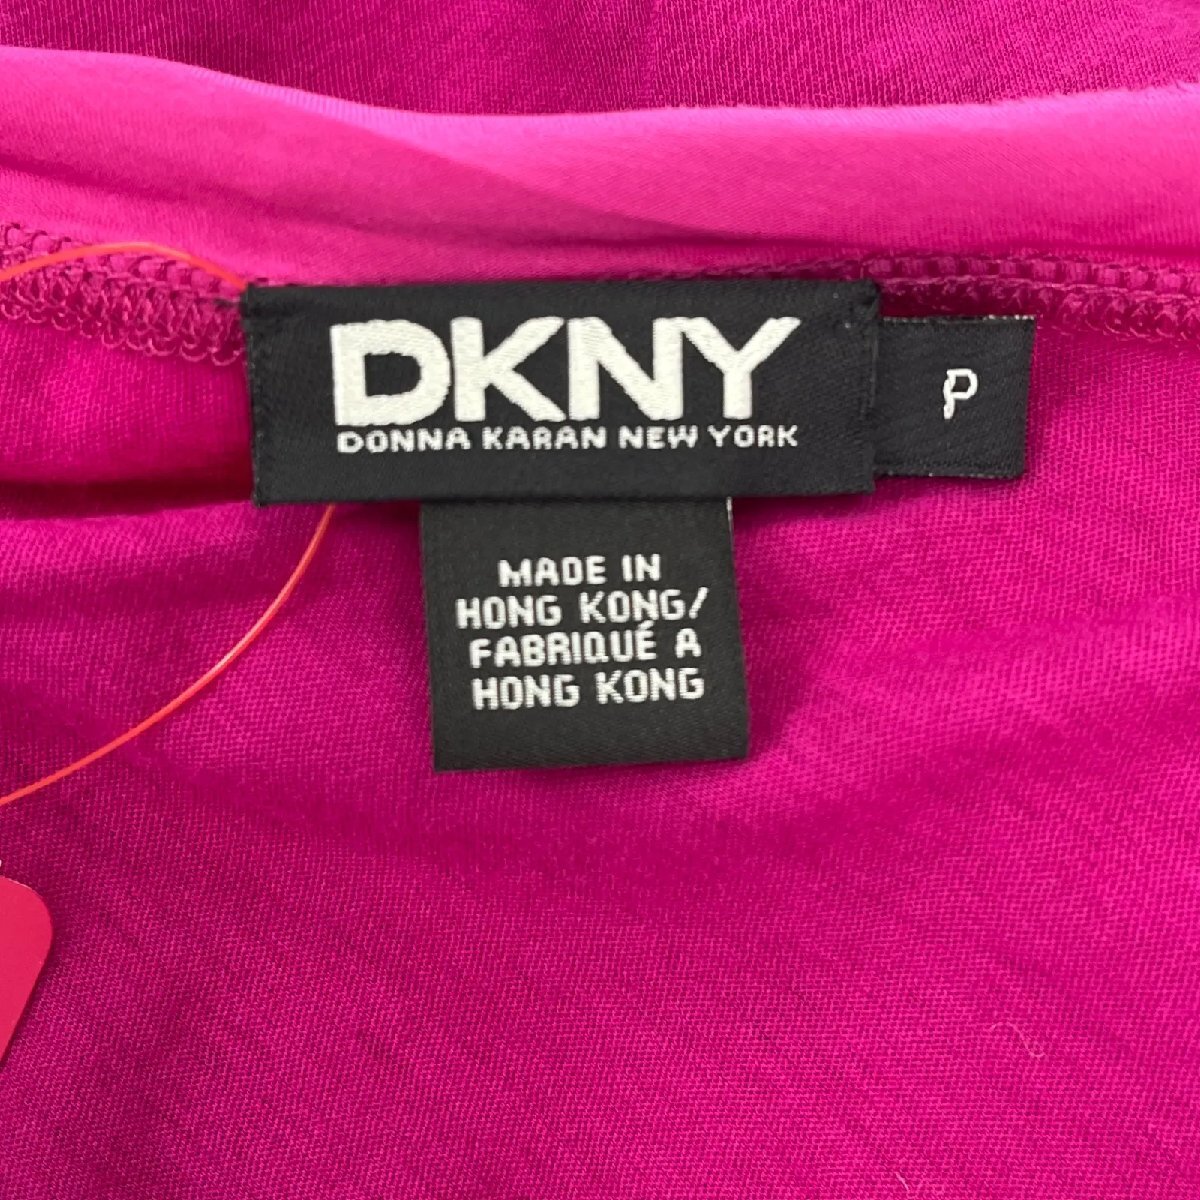 DKNY
DONNA KARAN NEW YORK
P
MADE IN
HONG KONG/
FABRIQUÉ A
HONG KONG